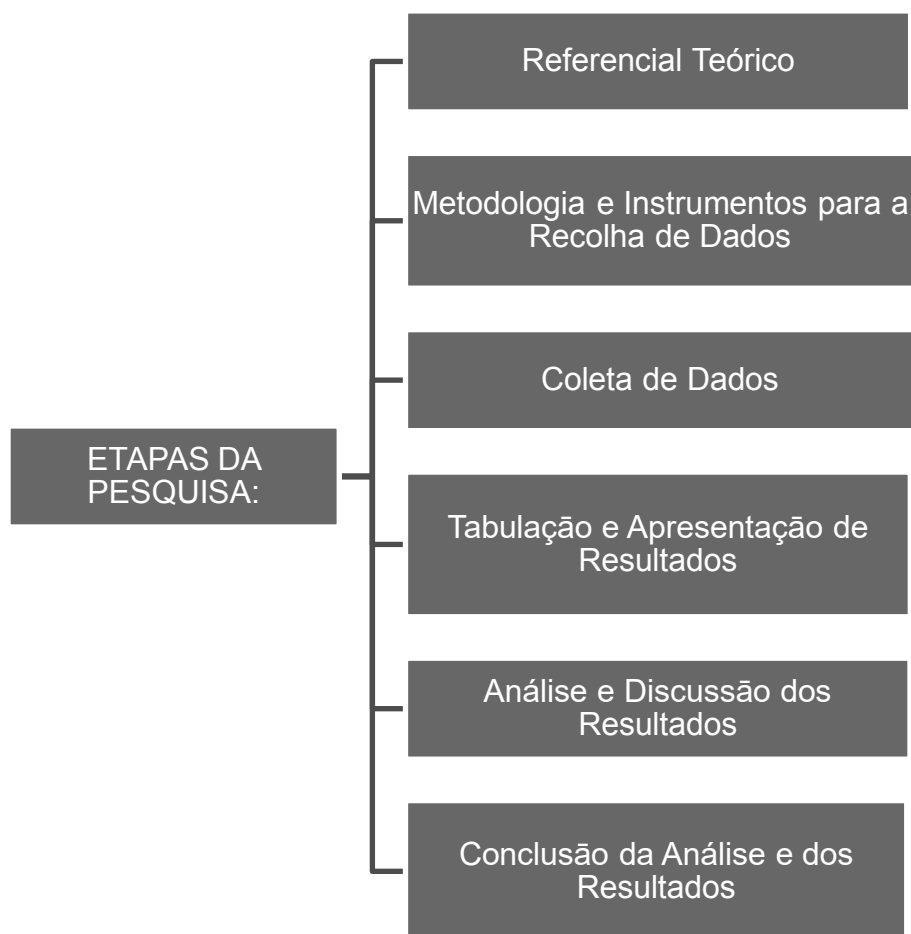 Referencial Teórico
Metodologia e Instrumentos para a
Recolha de Dados
Coleta de Dados
ETAPAS DA
PESQUISA:
Tabulação e Apresentação de
Resultados
Análise e Discussão dos
Resultados
Conclusão da Análise e dos
Resultados